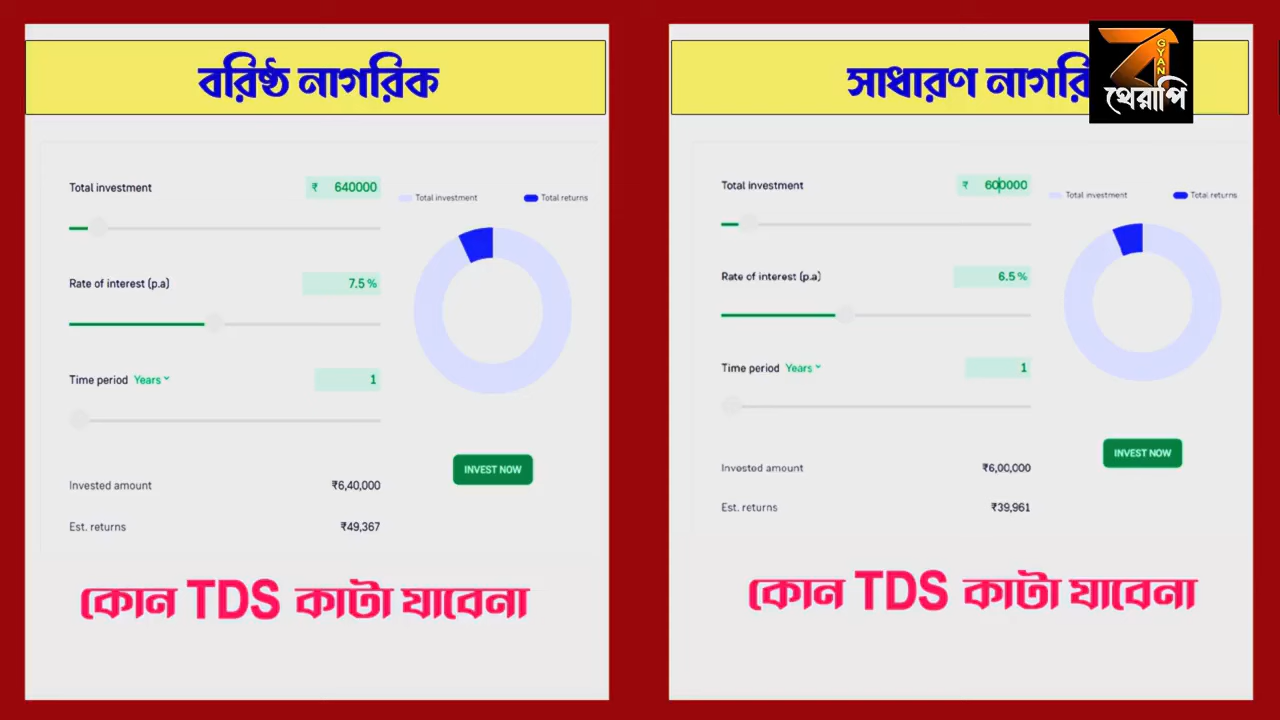 বরিষ্ঠ নাগরিক
Total investment
₹ 640000
Total investment
Total returns
Rate of interest (p.a)
7.5 %
Time period Years
1
INVEST NOW
Invested amount
₹6,40,000
Est. returns
₹49,367
কোন TDS কাটা যাবেনা
সাধারণ
GYAN
থেরাপি
Total investment
₹ 600000
Total investment
Total returns
Rate of interest (p.a)
6.5 %
Time period Years
1
INVEST NOW
Invested amount
₹6,00,000
Est. returns
₹39,961
কোন TDS কাটা যাবেনা